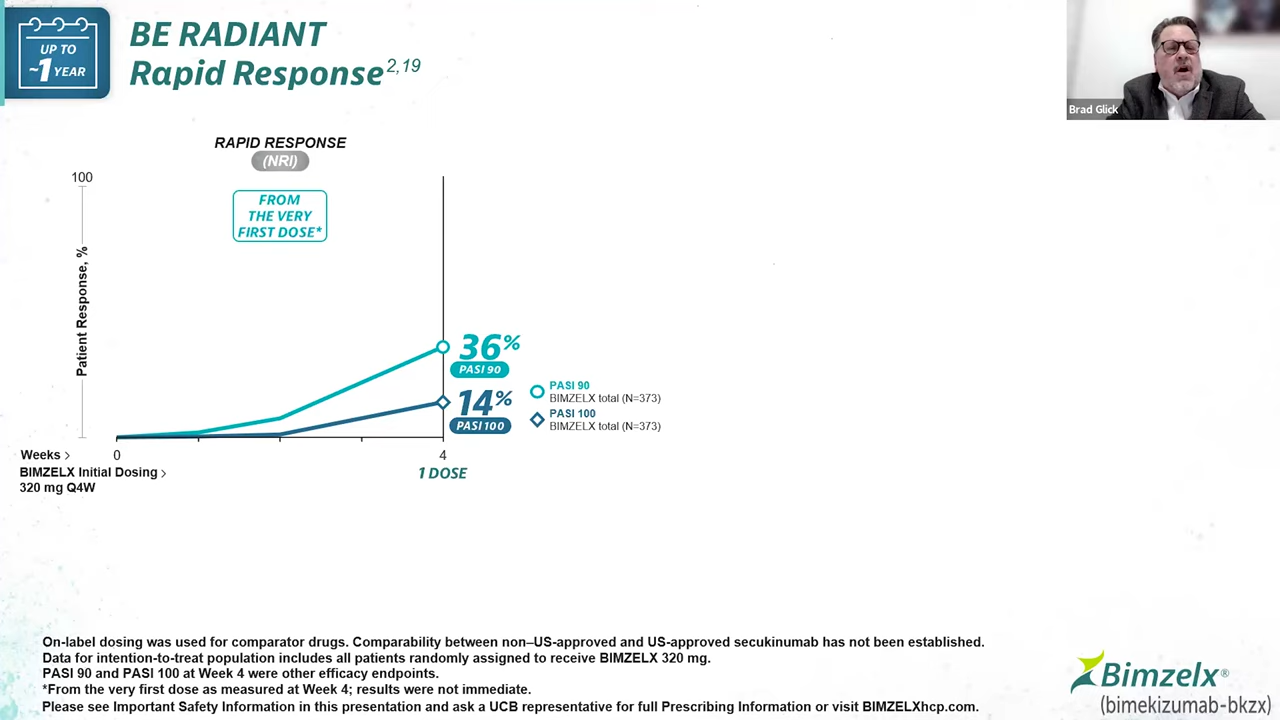 UP TO
~1 YEAR
BE RADIANT
Rapid Response2,19
Brad Glick
RAPID RESPONSE
(NRI)
100
FROM
THE VERY
FIRST DOSE*
Patient Response, %
36%
PASI 90
14%
PASI 100
PASI 90
BIMZELX total (N=373)
PASI 100
BIMZELX total (N=373)
Weeks > 0 4
BIMZELX Initial Dosing >
320 mg Q4W
1 DOSE
On-label dosing was used for comparator drugs. Comparability between non–US-approved and US-approved secukinumab has not been established.
Data for intention-to-treat population includes all patients randomly assigned to receive BIMZELX 320 mg.
PASI 90 and PASI 100 at Week 4 were other efficacy endpoints.
*From the very first dose as measured at Week 4; results were not immediate.
Please see Important Safety Information in this presentation and ask a UCB representative for full Prescribing Information or visit BIMZELXhcp.com.
Bimzelx®
(bimekizumab-bkzx)